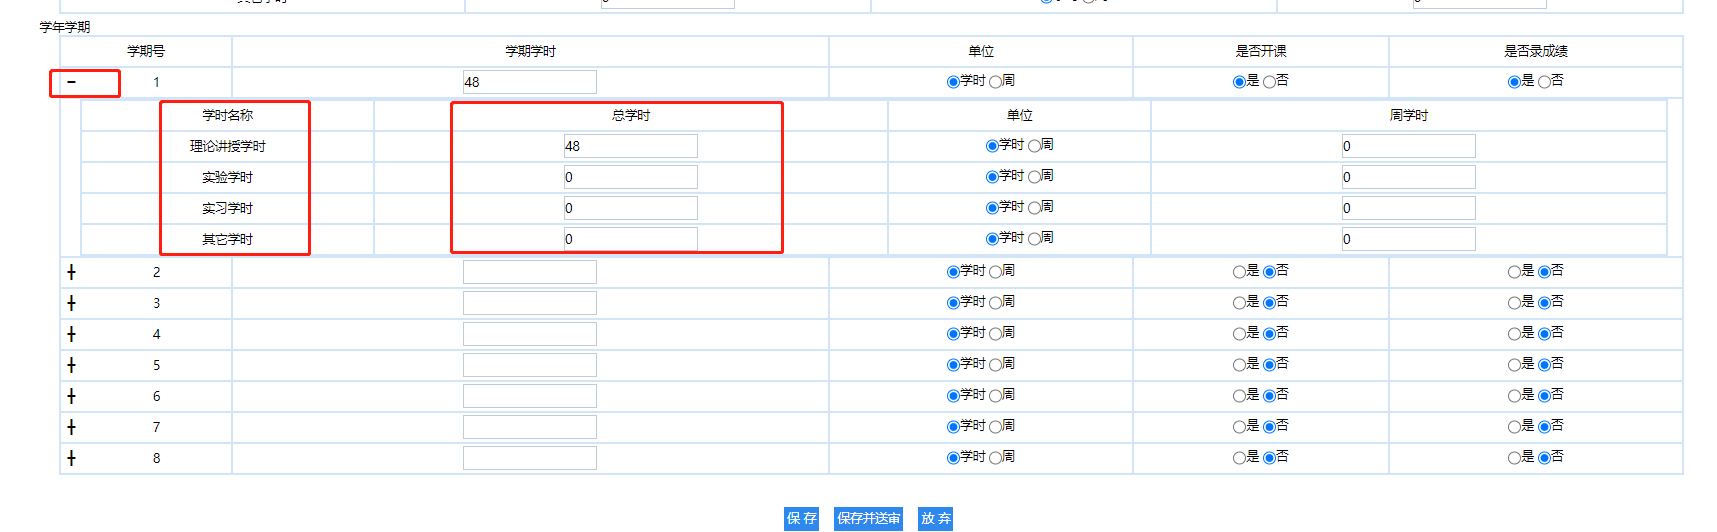 学年学期
学期号 学期学时 单位 是否开课 是否录成绩
1 48 学时 周 是 否 是 否
学时名称 总学时 单位 周学时
理论讲授学时 48 学时 周 0
实验学时 0 学时 周 0
实习学时 0 学时 周 0
其它学时 0 学时 周 0
2 学时 周 是 否 是 否
3 学时 周 是 否 是 否
4 学时 周 是 否 是 否
5 学时 周 是 否 是 否
6 学时 周 是 否 是 否
7 学时 周 是 否 是 否
8 学时 周 是 否 是 否
保 存 保存并送审 放 弃